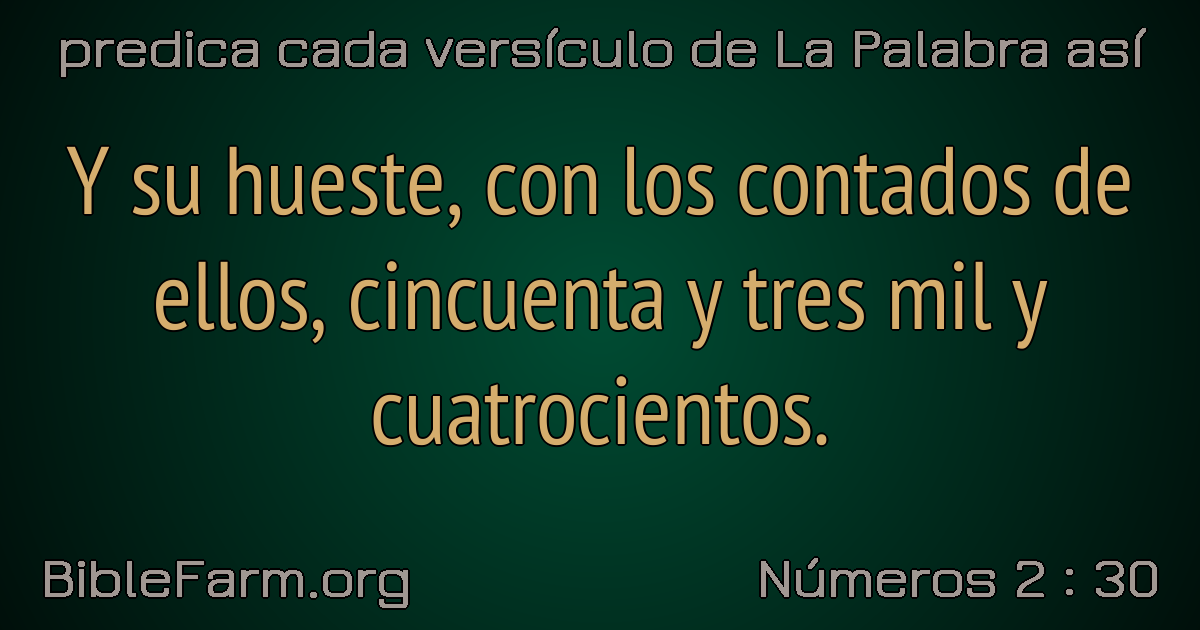 predica cada versículo de La Palabra así
Y su hueste, con los contados de
ellos, cincuenta y tres mil y
cuatrocientos.
BibleFarm.org
Números 2 : 30